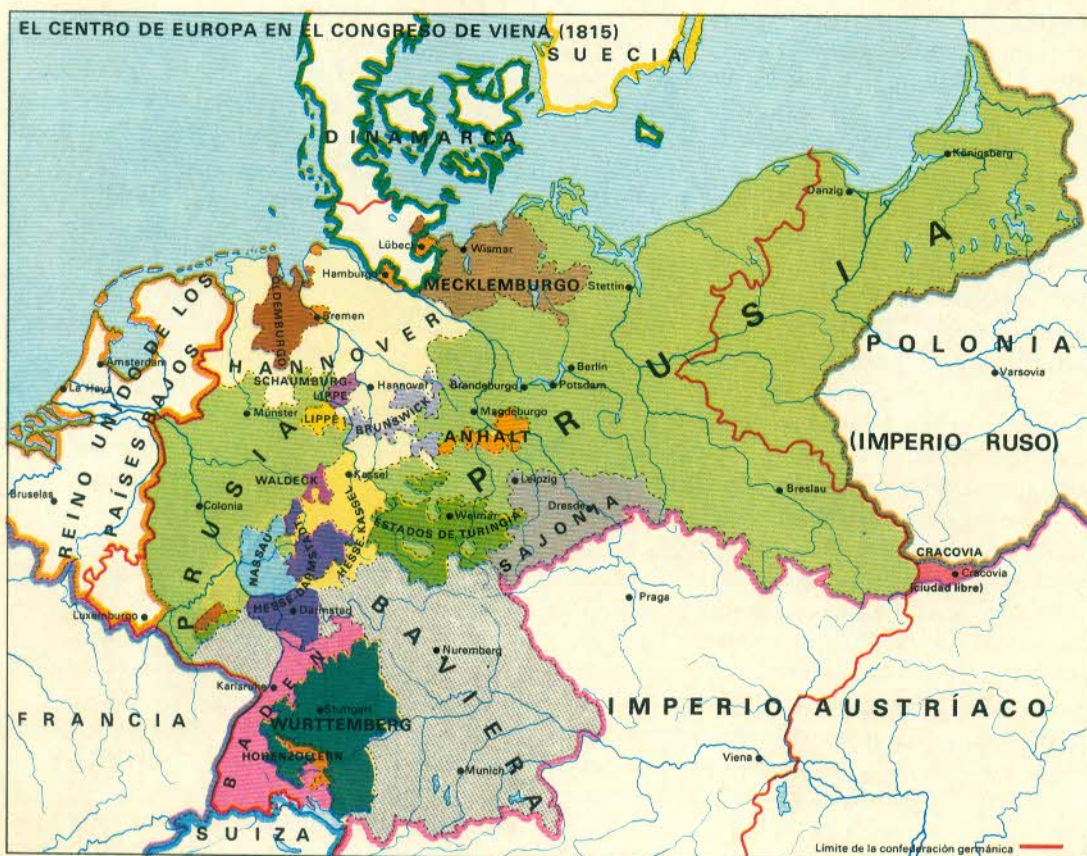 EL CENTRO DE EUROPA EN EL CONGRESO DE VIENA (1815)
SUECIA
DINAMARCA
Königsberg
Danzig
Lübeck
Wismar
Hamburgo
MECKLEMBURGO
Stettin
OLDEMBURGO
Bremen
HANNOVER
REINO UNIDO DE LOS
PAÍSES BAJOS
Amsterdam
La Haya
POLONIA
Varsovia
(IMPERIO RUSO)
SCHAUMBURG-
LIPPE
Hannover
Brandeburgo
Berlín
Potsdam
Münster
LIPPE
BRUNSWICK
Magdeburgo
ANHALT
PRUSIA
PRUSIA
Bruselas
Colonia
WALDECK
Kassel
HESSE-KASSEL
Leipzig
Dresde
Breslau
Weimar
ESTADOS DE TURINGIA
SAJONIA
NASSAU
HESSE-DARMSTADT
Darmstag
CRACOVIA
Cracovia
(ciudad libre)
Luxemburgo
Praga
BAVIERA
Nuremberg
Karlsruhe
BADEN
FRANCIA
Stuttgart
WÜRTTEMBERG
IMPERIO AUSTRÍACO
HOHENZOLLERN
Munich
Viena
SUIZA
Límite de la confederación germánica